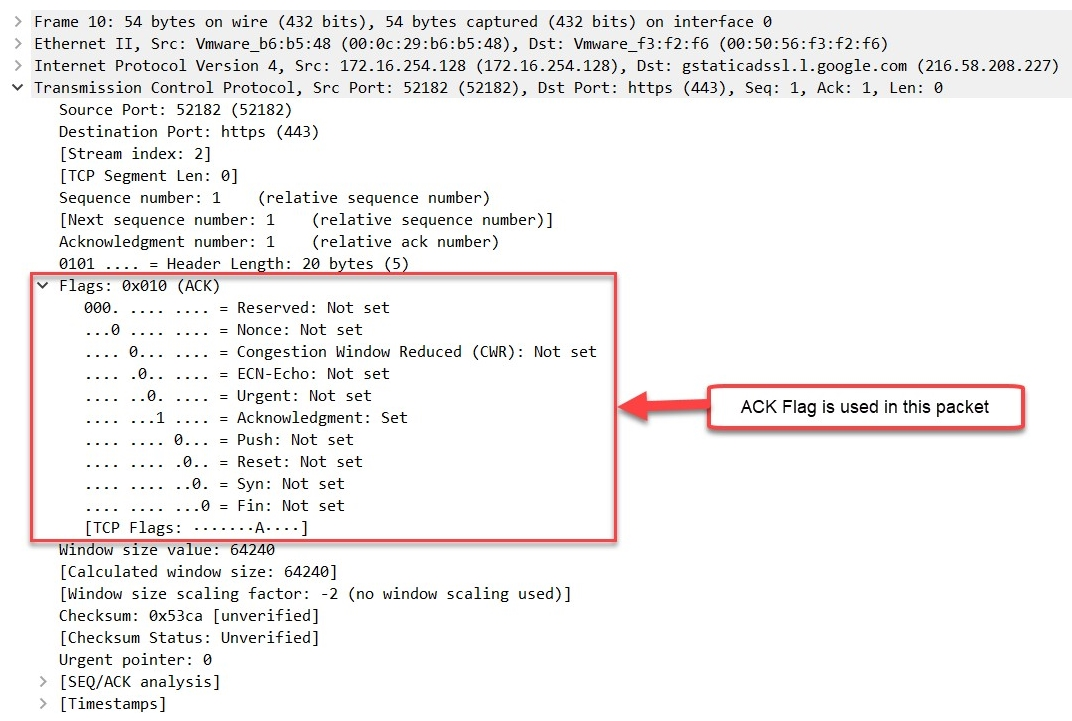 Frame 10: 54 bytes on wire (432 bits), 54 bytes captured (432 bits) on interface 0
Ethernet II, Src: Vmware_b6:b5:48 (00:0c:29:b6:b5:48), Dst: Vmware_f3:f2:f6 (00:50:56:f3:f2:f6)
Internet Protocol Version 4, Src: 172.16.254.128 (172.16.254.128), Dst: gstaticadssl.l.google.com (216.58.208.227)
Transmission Control Protocol, Src Port: 52182 (52182), Dst Port: https (443), Seq: 1, Ack: 1, Len: 0
Source Port: 52182 (52182)
Destination Port: https (443)
[Stream index: 2]
[TCP Segment Len: 0]
Sequence number: 1    (relative sequence number)
[Next sequence number: 1    (relative sequence number)]
Acknowledgment number: 1    (relative ack number)
0101 .... = Header Length: 20 bytes (5)
Flags: 0x010 (ACK)
000. .... .... = Reserved: Not set
...0 .... .... = Nonce: Not set
.... 0... .... = Congestion Window Reduced (CWR): Not set
.... .0.. .... = ECN-Echo: Not set
.... ..0. .... = Urgent: Not set
.... ...1 .... = Acknowledgment: Set
.... .... 0... = Push: Not set
.... .... .0.. = Reset: Not set
.... .... ..0. = Syn: Not set
.... .... ...0 = Fin: Not set
[TCP Flags: ·······A····]
ACK Flag is used in this packet
Window size value: 64240
[Calculated window size: 64240]
[Window size scaling factor: -2 (no window scaling used)]
Checksum: 0x53ca [unverified]
[Checksum Status: Unverified]
Urgent pointer: 0
[SEQ/ACK analysis]
[Timestamps]